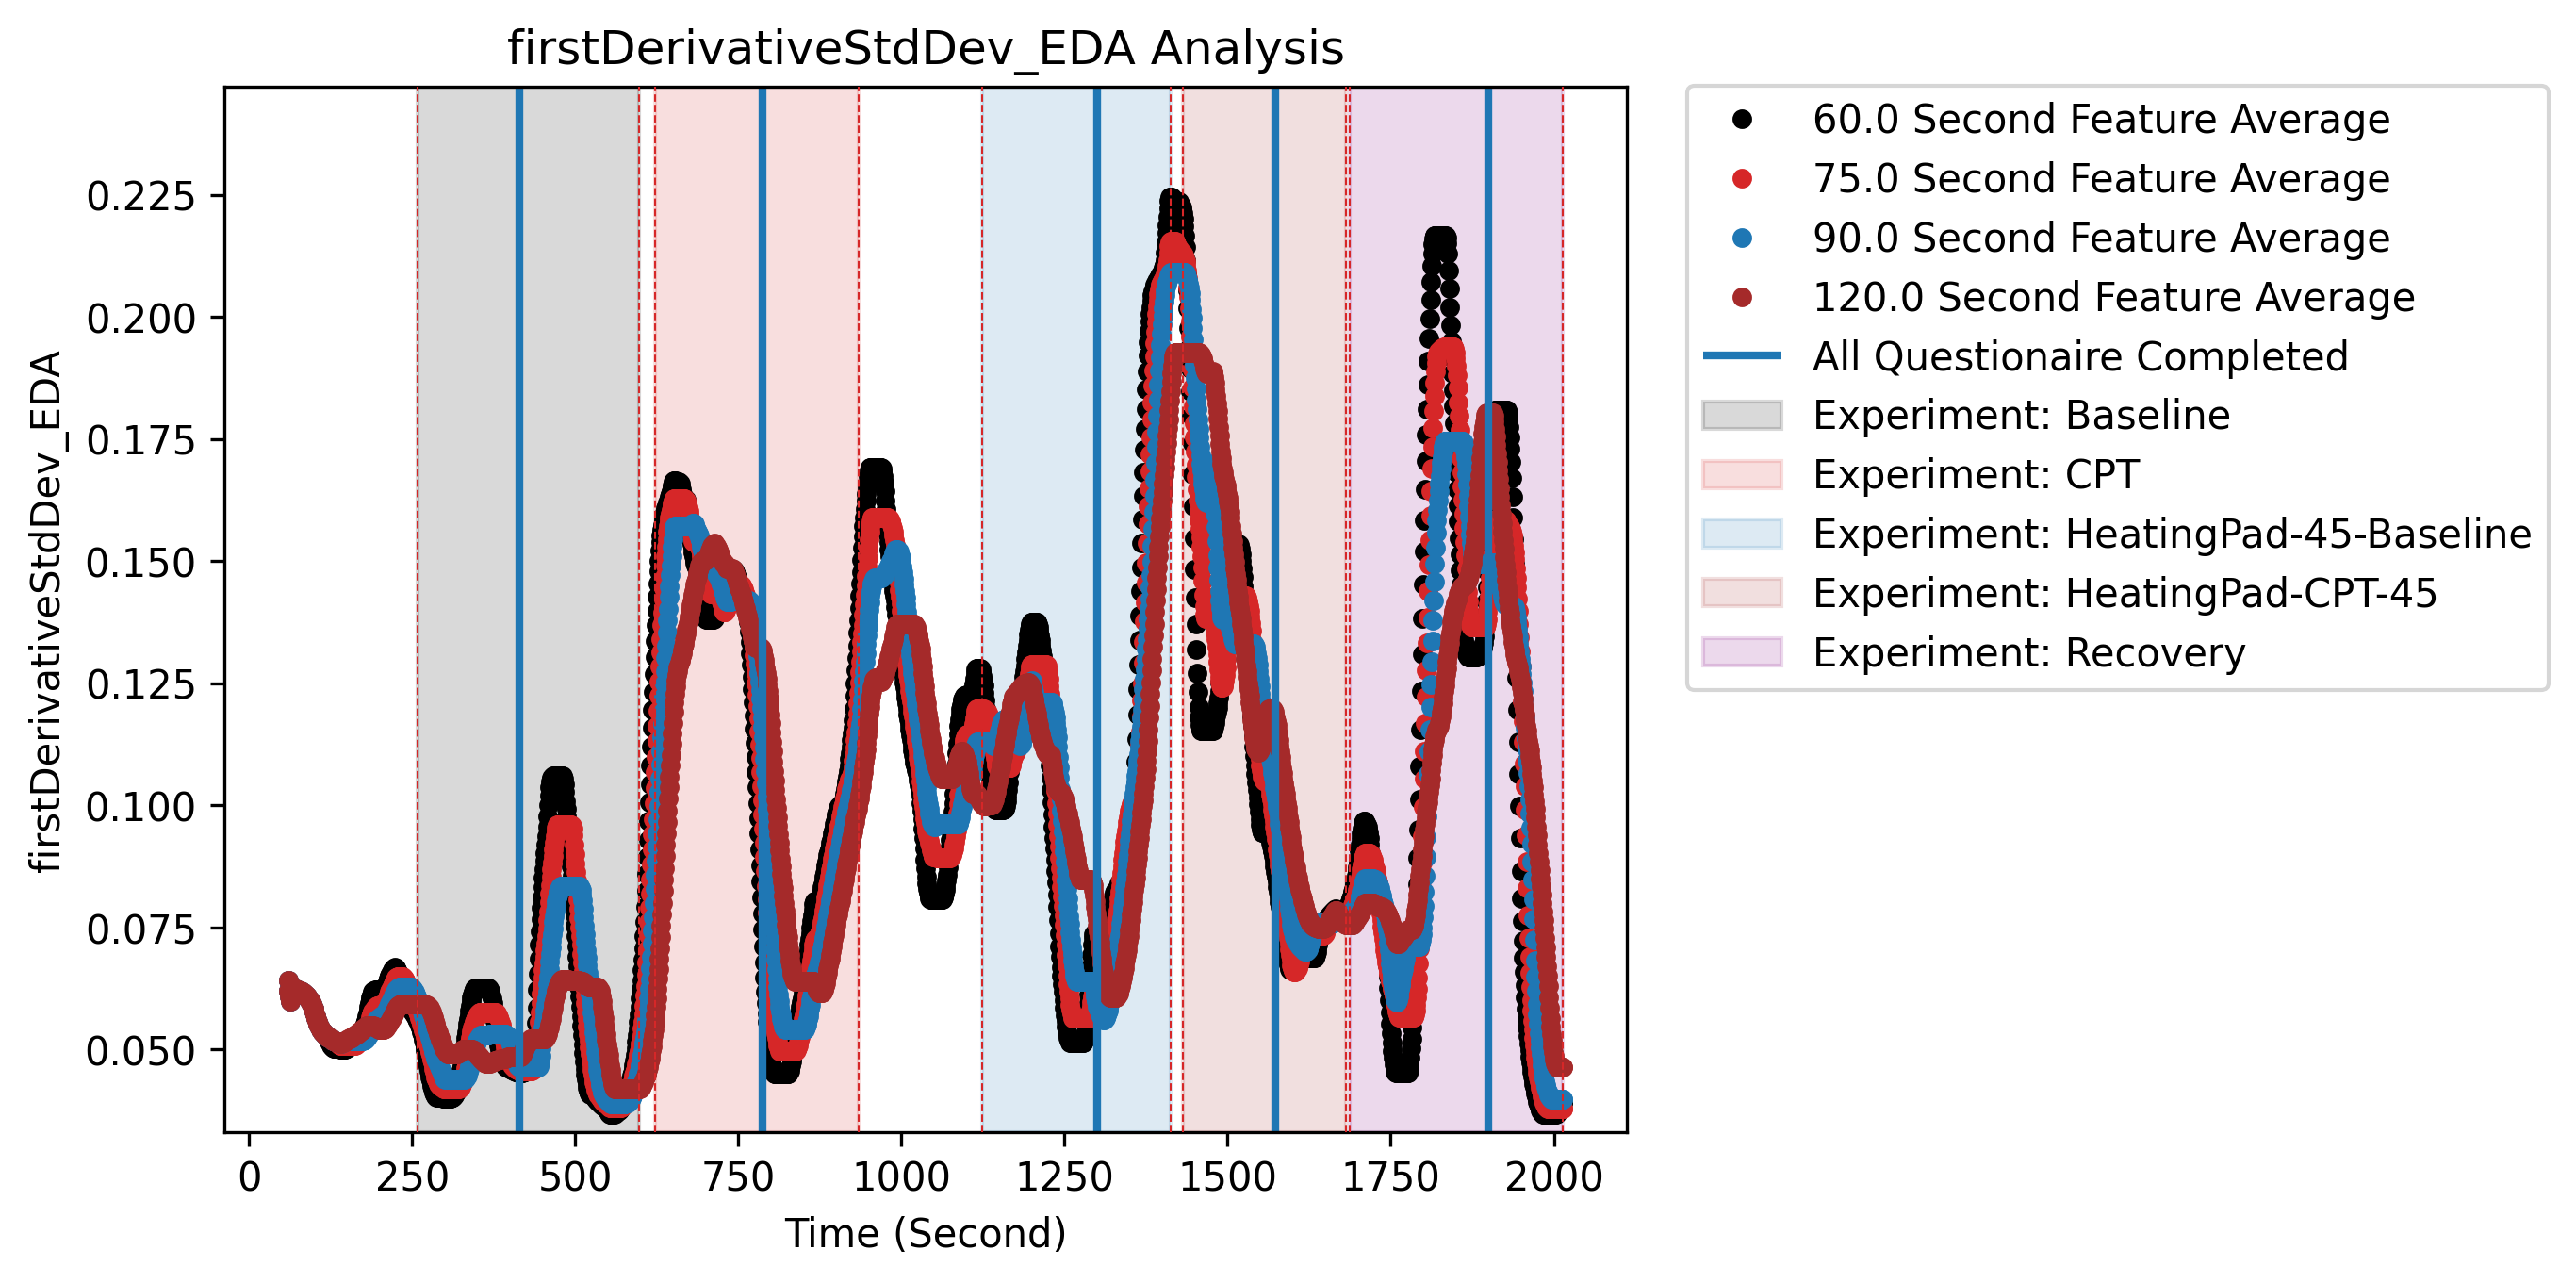 firstDerivativeStdDev_EDA Analysis
firstDerivativeStdDev_EDA
0.225
0.200
0.175
0.150
0.125
0.100
0.075
0.050
0 250 500 750 1000 1250 1500 1750 2000
Time (Second)
60.0 Second Feature Average
75.0 Second Feature Average
90.0 Second Feature Average
120.0 Second Feature Average
All Questionaire Completed
Experiment: Baseline
Experiment: CPT
Experiment: HeatingPad-45-Baseline
Experiment: HeatingPad-CPT-45
Experiment: Recovery